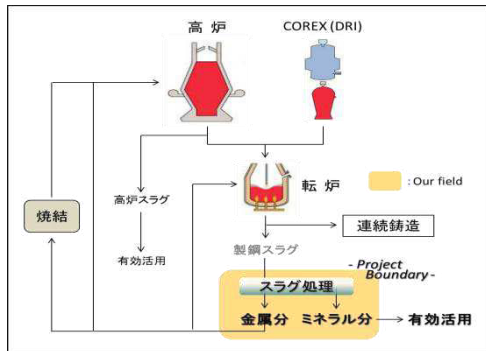 高 炉
COREX (DRI)
転 炉
: Our field
高炉スラグ
焼結
連続鋳造
製鋼スラグ
有効活用
- Project
Boundary -
スラグ処理
金属分 ミネラル分 有効活用